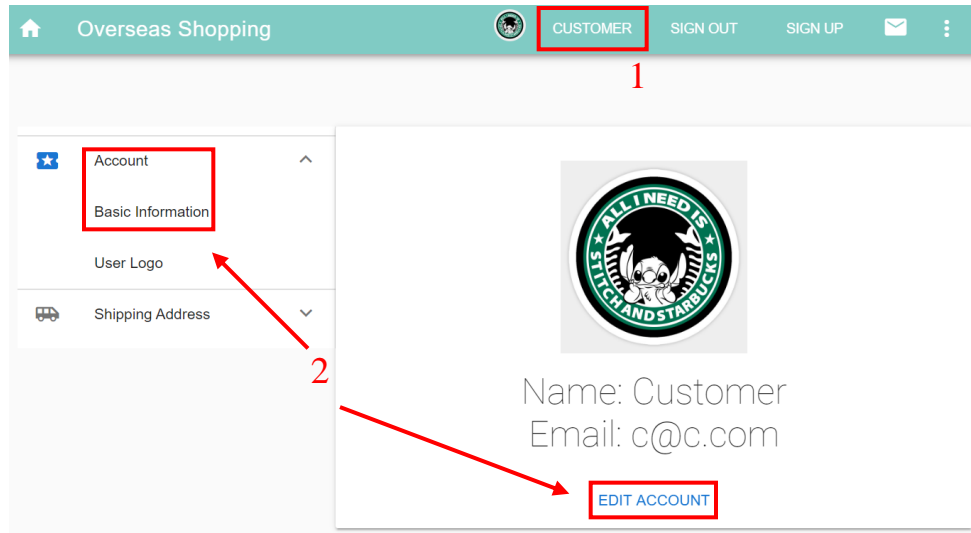 Overseas Shopping
CUSTOMER
SIGN OUT
SIGN UP
1
Account
Basic Information
User Logo
Shipping Address
2
ALL I NEED IS
STITCH AND STARBUCKS
Name: Customer
Email: c@c.com
EDIT ACCOUNT